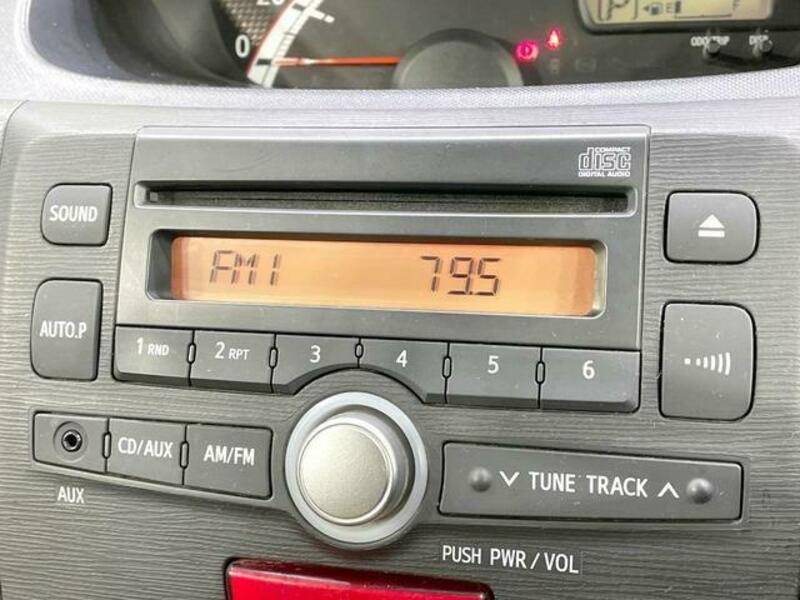 20
0
E F
ODO/TRIP DISP
COMPACT
disc
DIGITAL AUDIO
SOUND
FM1 79.5
AUTO.P
1 RND 2 RPT 3 4 5 6
CD/AUX AM/FM
TUNE TRACK
AUX
PUSH PWR/VOL